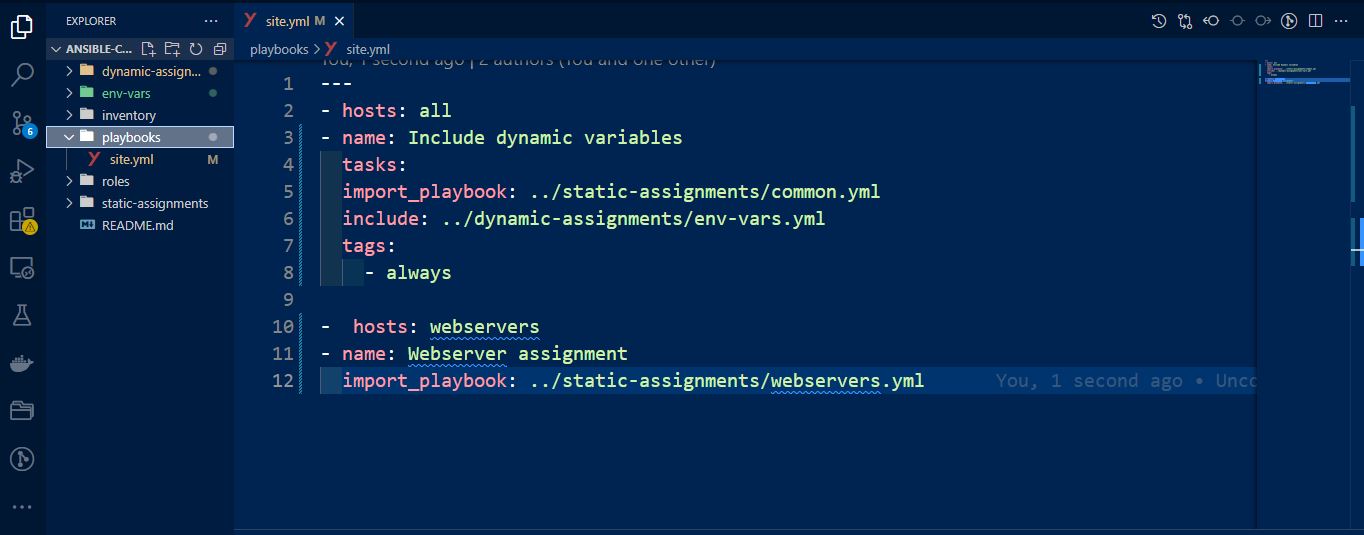 EXPLORER
ANSIBLE-C...
dynamic-assign...
env-vars
inventory
playbooks
site.yml M
roles
static-assignments
README.md
6
site.yml M
playbooks > site.yml
You, 1 second ago | 2 authors (You and one other)
1 ---
2 - hosts: all
3 - name: Include dynamic variables
4 tasks:
5 import_playbook: ../static-assignments/common.yml
6 include: ../dynamic-assignments/env-vars.yml
7 tags:
8 - always
9
10 -  hosts: webservers
11 - name: Webserver assignment
12 import_playbook: ../static-assignments/webservers.yml You, 1 second ago • Unco